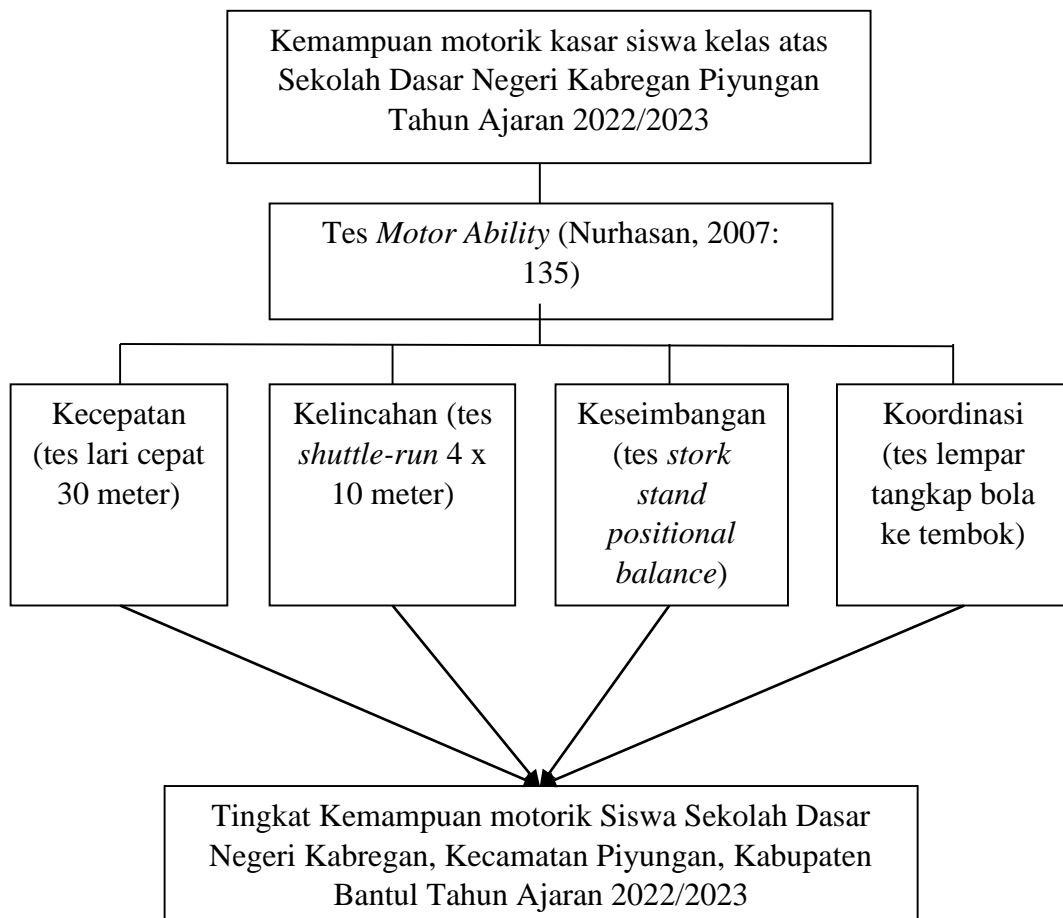 Kemampuan motorik kasar siswa kelas atas
Sekolah Dasar Negeri Kabregan Piyungan
Tahun Ajaran 2022/2023
Tes Motor Ability (Nurhasan, 2007:
135)
Kecepatan
(tes lari cepat
30 meter)
Kelincahan (tes
shuttle-run 4 x
10 meter)
Keseimbangan
(tes stork
stand
positional
balance)
Koordinasi
(tes lempar
tangkap bola
ke tembok)
Tingkat Kemampuan motorik Siswa Sekolah Dasar
Negeri Kabregan, Kecamatan Piyungan, Kabupaten
Bantul Tahun Ajaran 2022/2023